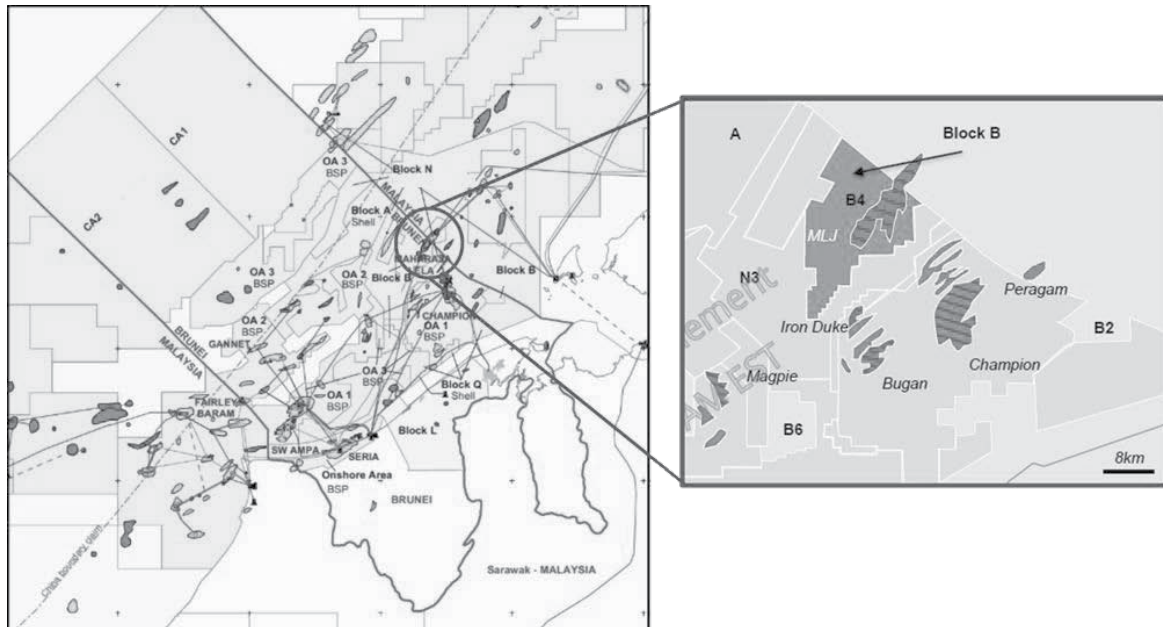 CA1
CA2
OA 3
BSP
Block N
MALAYSIA
BRUNEI
Block A
Shell
OA 3
BSP
OA 2
BSP
Block B
Block B
CHAMPION
OA 1
BSP
OA 2
BSP
GANNET
BRUNEI
MALAYSIA
OA 3
BSP
Block Q
Shell
FAIRLEY
BARAM
OA 1
BSP
Block L
SW AMPA
SERIA
Onshore Area
BSP
BRUNEI
China boundary claim
Sarawak - MALAYSIA
A
Block B
B4
MLJ
N3
Peragam
Iron Duke
B2
Champion
Magpie
Bugan
B6
8km